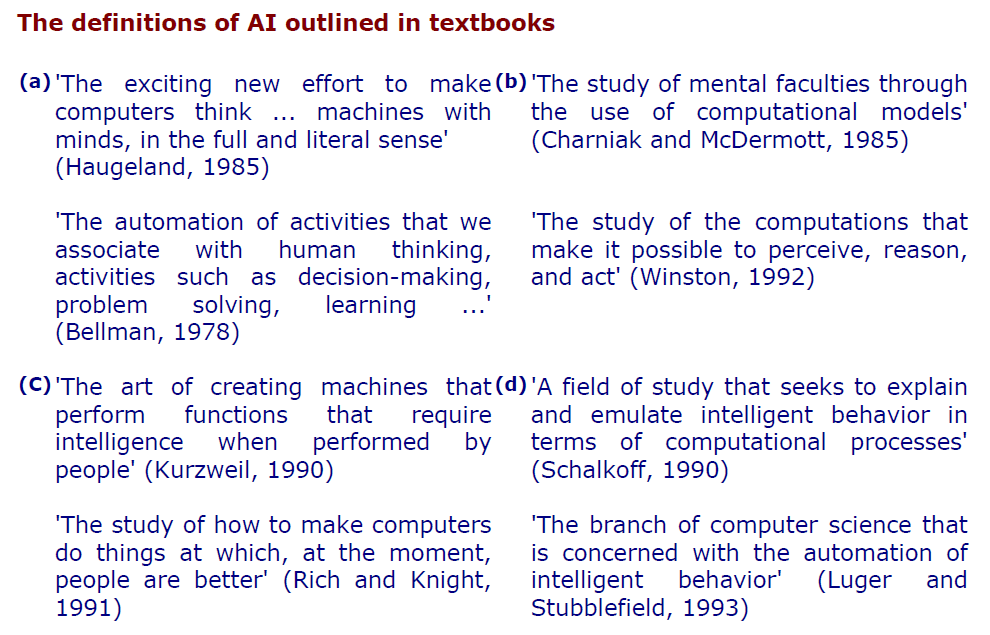 The definitions of AI outlined in textbooks
(a) 'The exciting new effort to make
computers think ... machines with
minds, in the full and literal sense'
(Haugeland, 1985)
'The automation of activities that we
associate with human thinking,
activities such as decision-making,
problem solving, learning ...'
(Bellman, 1978)
(b) 'The study of mental faculties through
the use of computational models'
(Charniak and McDermott, 1985)
'The study of the computations that
make it possible to perceive, reason,
and act' (Winston, 1992)
(C) 'The art of creating machines that
perform functions that require
intelligence when performed by
people' (Kurzweil, 1990)
'The study of how to make computers
do things at which, at the moment,
people are better' (Rich and Knight,
1991)
(d) 'A field of study that seeks to explain
and emulate intelligent behavior in
terms of computational processes'
(Schalkoff, 1990)
'The branch of computer science that
is concerned with the automation of
intelligent behavior' (Luger and
Stubblefield, 1993)